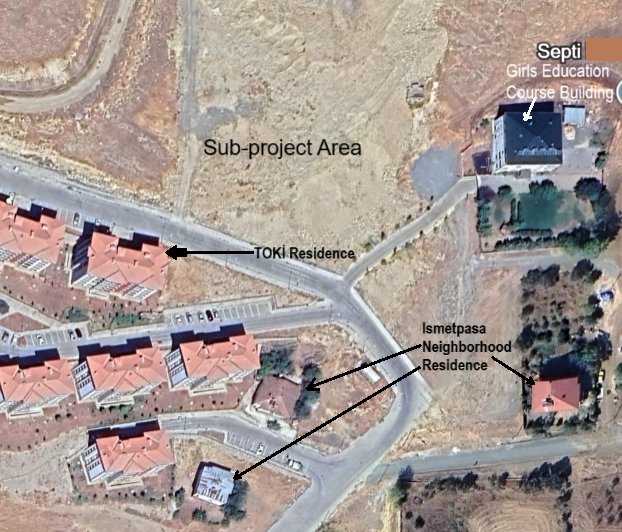 Septi
Girls Education
Course Building
Sub-project Area
TOKİ Residence
Ismetpasa
Neighborhood
Residence